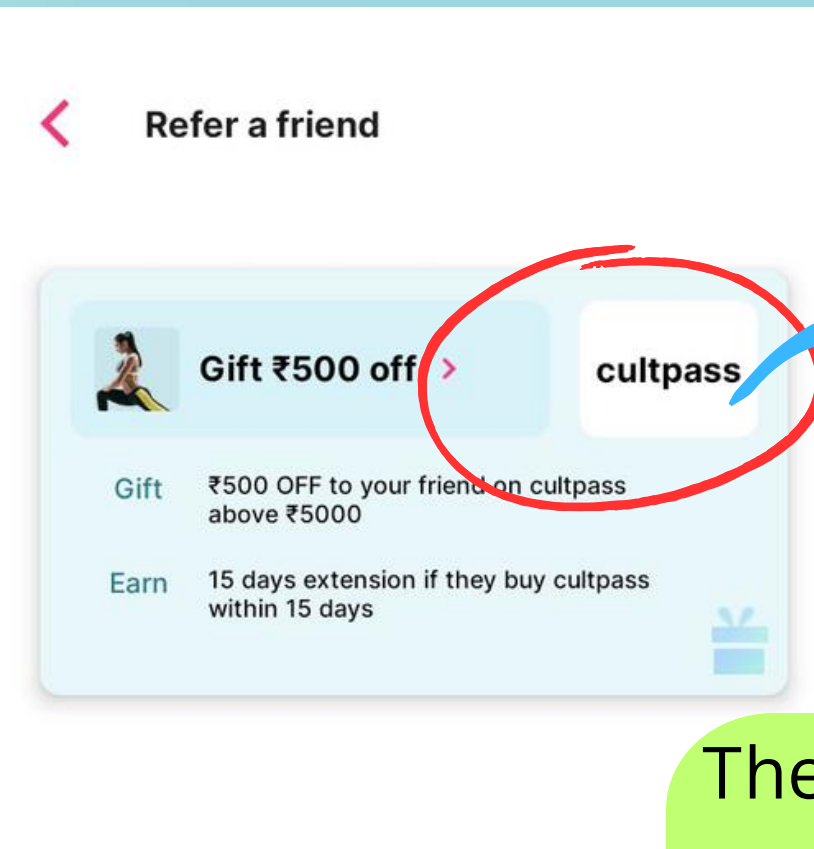 Refer a friend
Gift ₹500 off
cultpass
Gift
₹500 OFF to your friend on cultpass
above ₹5000
Earn
15 days extension if they buy cultpass
within 15 days
The